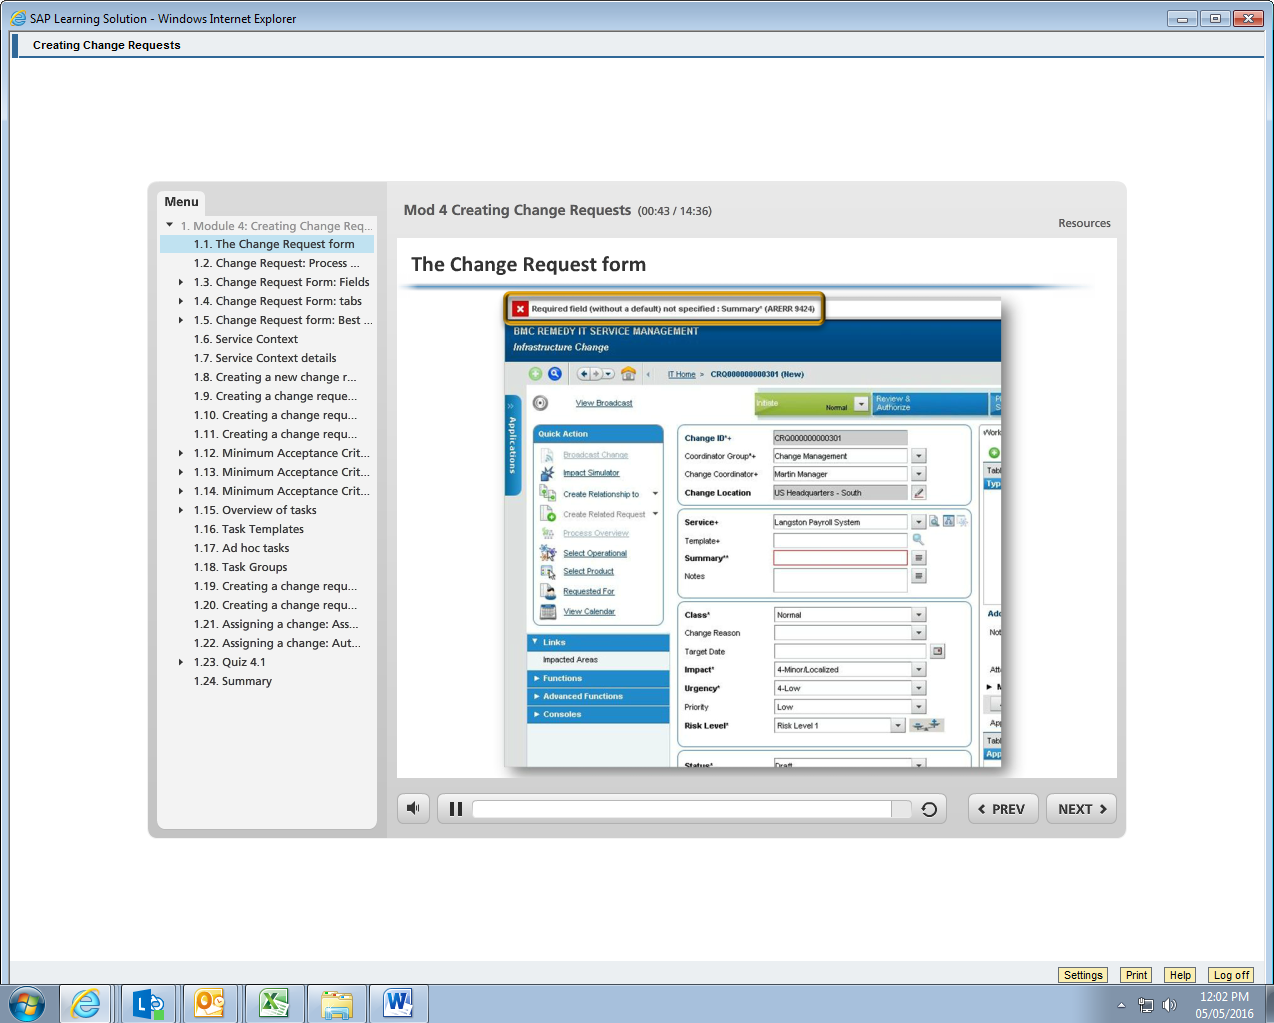 SAP Learning Solution - Windows Internet Explorer
Creating Change Requests
Menu
1. Module 4: Creating Change Req...
1.1. The Change Request form
1.2. Change Request: Process ...
1.3. Change Request Form: Fields
1.4. Change Request Form: tabs
1.5. Change Request form: Best ...
1.6. Service Context
1.7. Service Context details
1.8. Creating a new change r...
1.9. Creating a change reque...
1.10. Creating a change requ...
1.11. Creating a change requ...
1.12. Minimum Acceptance Crit...
1.13. Minimum Acceptance Crit...
1.14. Minimum Acceptance Crit...
1.15. Overview of tasks
1.16. Task Templates
1.17. Ad hoc tasks
1.18. Task Groups
1.19. Creating a change requ...
1.20. Creating a change requ...
1.21. Assigning a change: Ass...
1.22. Assigning a change: Aut...
1.23. Quiz 4.1
1.24. Summary
Mod 4 Creating Change Requests (00:43 / 14:36)
Resources
The Change Request form
Required field (without a default) not specified : Summary* (ARERR 9424)
BMC REMEDY IT SERVICE MANAGEMENT
Infrastructure Change
IT Home > CRQ000000000301 (New)
Applications
View Broadcast
Initiate
Normal
Review &
Authorize
Quick Action
Broadcast Change
Impact Simulator
Create Relationship to
Create Related Request
Process Overview
Select Operational
Select Product
Requested For
View Calendar
Links
Impacted Areas
Functions
Advanced Functions
Consoles
Change ID*+ CRQ000000000301
Coordinator Group*+ Change Management
Change Coordinator+ Martin Manager
Change Location US Headquarters - South
Service+ Langston Payroll System
Template+
Summary**
Notes
Class* Normal
Change Reason
Target Date
Impact* 4-Minor/Localized
Urgency* 4-Low
Priority Low
Risk Level* Risk Level 1
Status* Draft
PREV
NEXT
Settings
Print
Help
Log off
12:02 PM
05/05/2016